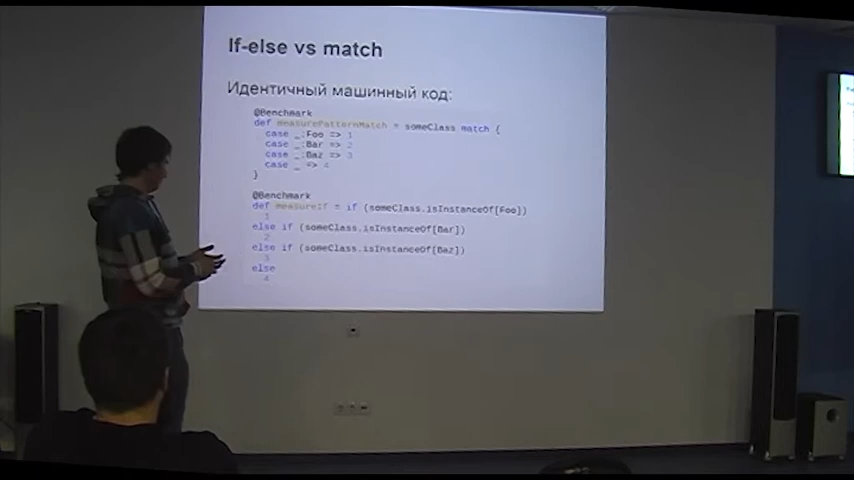 If-else vs match
Идентичный машинный код:
@Benchmark
def measurePatternMatch = someClass match {
case _:Foo => 1
case _:Bar => 2
case _:Baz => 3
case _ => 4
}
@Benchmark
def measureIf = if (someClass.isInstanceOf[Foo])
1
else if (someClass.isInstanceOf[Bar])
2
else if (someClass.isInstanceOf[Baz])
3
else
4